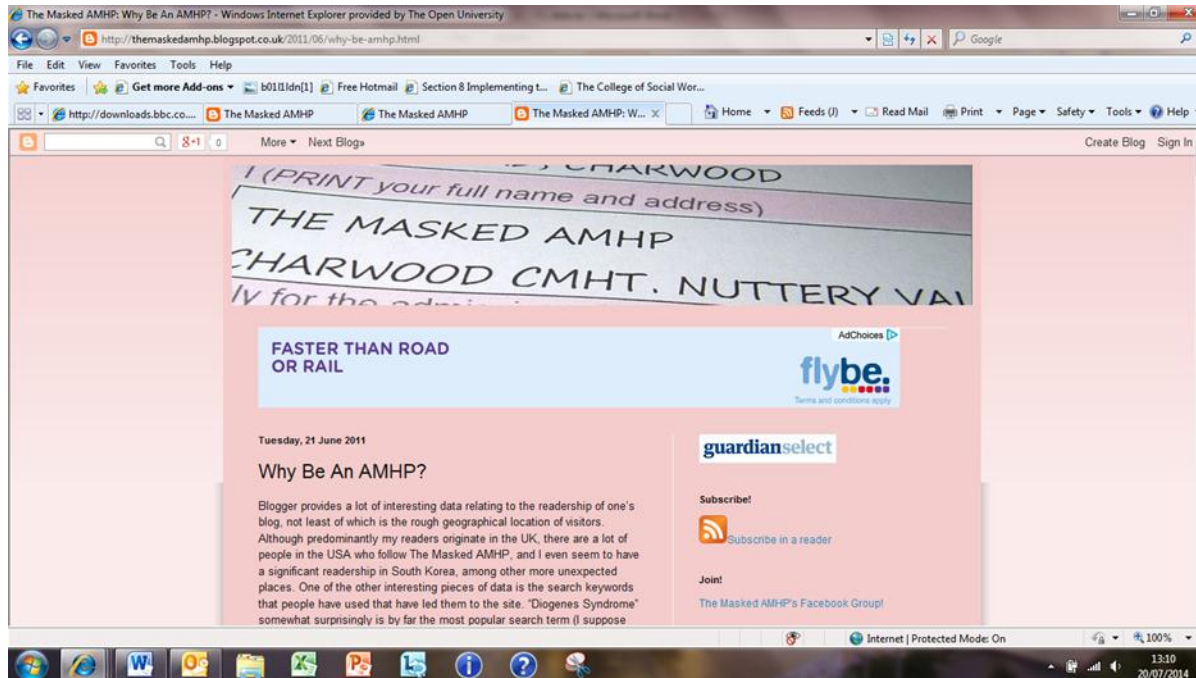 The Masked AMHP: Why Be An AMHP? - Windows Internet Explorer provided by The Open University
http://themaskedamhp.blogspot.co.uk/2011/06/why-be-amhp.html
Google
File Edit View Favorites Tools Help
Favorites Get more Add-ons Free Hotmail Section 8 Implementing t... The College of Social Wor...
http://downloads.bbc.co.... The Masked AMHP The Masked AMHP The Masked AMHP: W... Home Feeds (J) Read Mail Print Page Safety Tools Help
g+1 0 More Next Blog» Create Blog Sign In
CHARWOOD
I (PRINT your full name and address)
THE MASKED AMHP
CHARWOOD CMHT. NUTTERY VAL
ly for the
AdChoices
FASTER THAN ROAD
OR RAIL
flybe.
Terms and conditions apply
Tuesday, 21 June 2011
Why Be An AMHP?
Blogger provides a lot of interesting data relating to the readership of one's
blog, not least of which is the rough geographical location of visitors.
Although predominantly my readers originate in the UK, there are a lot of
people in the USA who follow The Masked AMHP, and I even seem to have
a significant readership in South Korea, among other more unexpected
places. One of the other interesting pieces of data is the search keywords
that people have used that have led them to the site. "Diogenes Syndrome"
somewhat surprisingly is by far the most popular search term (I suppose
guardianselect
Subscribe!
Subscribe in a reader
Join!
The Masked AMHP's Facebook Group!
Internet | Protected Mode: On 100%
13:10
20/07/2014